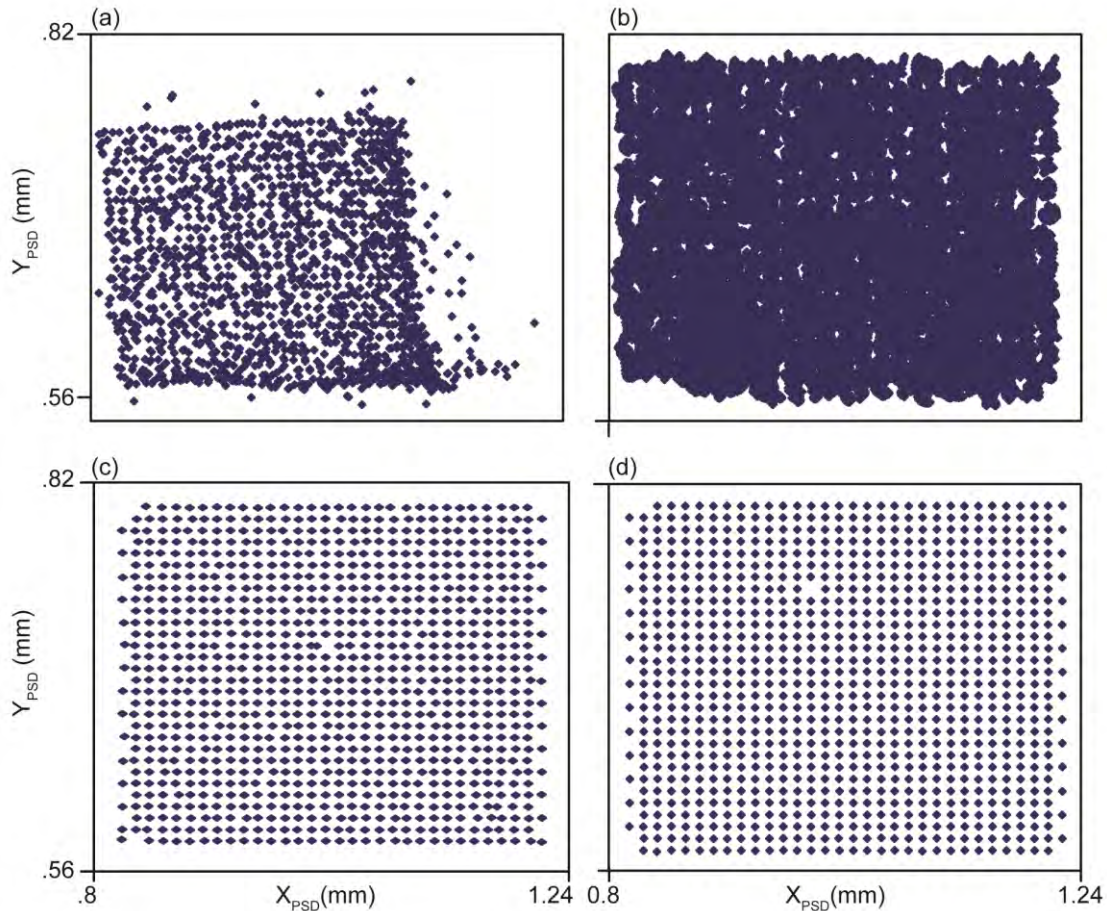 (a) (b)
.82
Y_PSD (mm)
.56
(c) (d)
.82
Y_PSD (mm)
.56
.8 X_PSD(mm) 1.24 0.8 X_PSD(mm) 1.24